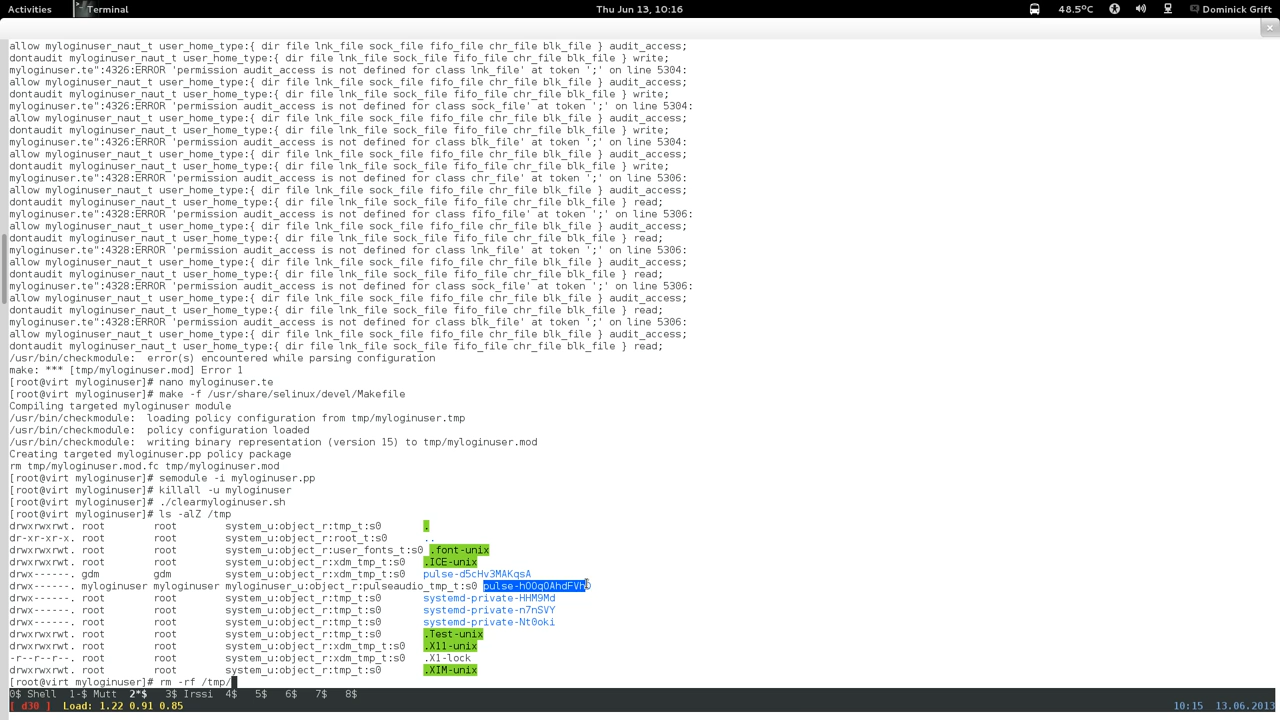 Activities Terminal Thu Jun 13, 10:16 48.5°C Dominick Grift
allow myloginuser_naut_t user_home_type:{ dir file lnk_file sock_file fifo_file chr_file blk_file } audit_access;
dontaudit myloginuser_naut_t user_home_type:{ dir file lnk_file sock_file fifo_file chr_file blk_file } write;
myloginuser.te":4326:ERROR 'permission audit_access is not defined for class lnk_file' at token ';' on line 5304:
allow myloginuser_naut_t user_home_type:{ dir file lnk_file sock_file fifo_file chr_file blk_file } audit_access;
dontaudit myloginuser_naut_t user_home_type:{ dir file lnk_file sock_file fifo_file chr_file blk_file } write;
myloginuser.te":4326:ERROR 'permission audit_access is not defined for class sock_file' at token ';' on line 5304:
allow myloginuser_naut_t user_home_type:{ dir file lnk_file sock_file fifo_file chr_file blk_file } audit_access;
dontaudit myloginuser_naut_t user_home_type:{ dir file lnk_file sock_file fifo_file chr_file blk_file } write;
myloginuser.te":4326:ERROR 'permission audit_access is not defined for class blk_file' at token ';' on line 5304:
allow myloginuser_naut_t user_home_type:{ dir file lnk_file sock_file fifo_file chr_file blk_file } audit_access;
dontaudit myloginuser_naut_t user_home_type:{ dir file lnk_file sock_file fifo_file chr_file blk_file } write;
myloginuser.te":4328:ERROR 'permission audit_access is not defined for class chr_file' at token ';' on line 5306:
allow myloginuser_naut_t user_home_type:{ dir file lnk_file sock_file fifo_file chr_file blk_file } audit_access;
dontaudit myloginuser_naut_t user_home_type:{ dir file lnk_file sock_file fifo_file chr_file blk_file } read;
myloginuser.te":4328:ERROR 'permission audit_access is not defined for class fifo_file' at token ';' on line 5306:
allow myloginuser_naut_t user_home_type:{ dir file lnk_file sock_file fifo_file chr_file blk_file } audit_access;
dontaudit myloginuser_naut_t user_home_type:{ dir file lnk_file sock_file fifo_file chr_file blk_file } read;
myloginuser.te":4328:ERROR 'permission audit_access is not defined for class lnk_file' at token ';' on line 5306:
allow myloginuser_naut_t user_home_type:{ dir file lnk_file sock_file fifo_file chr_file blk_file } audit_access;
dontaudit myloginuser_naut_t user_home_type:{ dir file lnk_file sock_file fifo_file chr_file blk_file } read;
myloginuser.te":4328:ERROR 'permission audit_access is not defined for class sock_file' at token ';' on line 5306:
allow myloginuser_naut_t user_home_type:{ dir file lnk_file sock_file fifo_file chr_file blk_file } audit_access;
dontaudit myloginuser_naut_t user_home_type:{ dir file lnk_file sock_file fifo_file chr_file blk_file } read;
myloginuser.te":4328:ERROR 'permission audit_access is not defined for class blk_file' at token ';' on line 5306:
allow myloginuser_naut_t user_home_type:{ dir file lnk_file sock_file fifo_file chr_file blk_file } audit_access;
dontaudit myloginuser_naut_t user_home_type:{ dir file lnk_file sock_file fifo_file chr_file blk_file } read;
/usr/bin/checkmodule:  error(s) encountered while parsing configuration
make: *** [tmp/myloginuser.mod] Error 1
[root@virt myloginuser]# nano myloginuser.te
[root@virt myloginuser]# make -f /usr/share/selinux/devel/Makefile
Compiling targeted myloginuser module
/usr/bin/checkmodule:  loading policy configuration from tmp/myloginuser.tmp
/usr/bin/checkmodule:  policy configuration loaded
/usr/bin/checkmodule:  writing binary representation (version 15) to tmp/myloginuser.mod
Creating targeted myloginuser.pp policy package
rm tmp/myloginuser.mod.fc tmp/myloginuser.mod
[root@virt myloginuser]# semodule -i myloginuser.pp
[root@virt myloginuser]# killall -u myloginuser
[root@virt myloginuser]# ./clearmyloginuser.sh
[root@virt myloginuser]# ls -alZ /tmp
drwxrwxrwt. root root system_u:object_r:tmp_t:s0 .
dr-xr-xr-x. root root system_u:object_r:root_t:s0 ..
drwxrwxrwt. root root system_u:object_r:user_fonts_t:s0 .font-unix
drwxrwxrwt. root root system_u:object_r:xdm_tmp_t:s0 .ICE-unix
drwx------. gdm gdm system_u:object_r:xdm_tmp_t:s0 pulse-d5cHv3MAKqsA
drwx------. myloginuser myloginuser myloginuser_u:object_r:pulseaudio_tmp_t:s0
drwx------. root root system_u:object_r:tmp_t:s0 systemd-private-HHM9Md
drwx------. root root system_u:object_r:tmp_t:s0 systemd-private-n7nSVY
drwx------. root root system_u:object_r:tmp_t:s0 systemd-private-Nt0oki
drwxrwxrwt. root root system_u:object_r:tmp_t:s0 .Test-unix
drwxrwxrwt. root root system_u:object_r:xdm_tmp_t:s0 .X11-unix
-r--r--r--. root root system_u:object_r:xdm_tmp_t:s0 .X1-lock
drwxrwxrwt. root root system_u:object_r:xdm_tmp_t:s0 .XIM-unix
[root@virt myloginuser]# rm -rf /tmp/
0$ Shell 1-$ Mutt 2*$ 3$ Irssi 4$ 5$ 6$ 7$ 8$
[ d30 ] Load: 1.22 0.91 0.85 10:15 13.06.2013